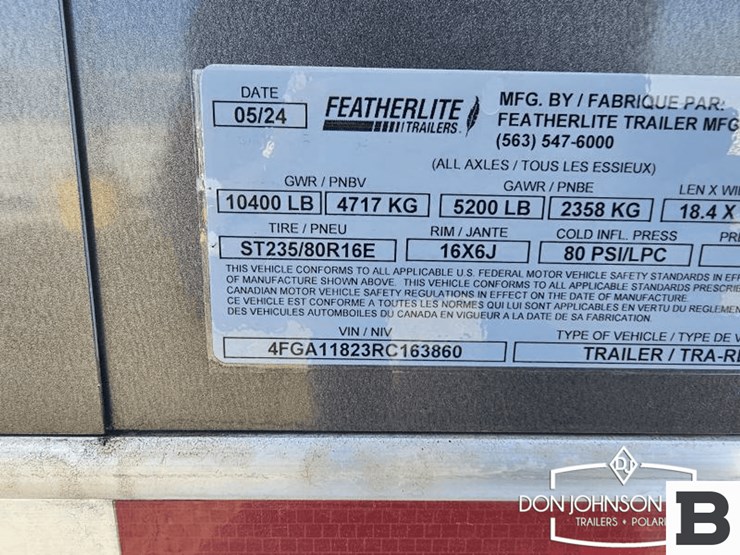 DATE
05/24
FEATHERLITE
TRAILERS
MFG. BY / FABRIQUE PAR:
FEATHERLITE TRAILER MFG
(563) 547-6000
(ALL AXLES / TOUS LES ESSIEUX)
GWR / PNBV GAWR / PNBE LEN X WI
10400 LB 4717 KG 5200 LB 2358 KG 18.4 X
TIRE / PNEU RIM / JANTE COLD INFL. PRESS PRE
ST235/80R16E 16X6J 80 PSI/LPC
THIS VEHICLE CONFORMS TO ALL APPLICABLE U.S. FEDERAL MOTOR VEHICLE SAFETY STANDARDS IN EFF
OF MANUFACTURE SHOWN ABOVE. THIS VEHICLE CONFORMS TO ALL APPLICABLE STANDARDS PRESCRI
CANADIAN MOTOR VEHICLE SAFETY REGULATIONS IN EFFECT ON THE DATE OF MANUFACTURE.
CE VEHICLE EST CONFORME A TOUTES LES NORMES QUI LUI SONT APPLICABLES EN VERTU DU REGLEMEN
DES VEHICULES AUTOMOBILES DU CANADA EN VIGUEUR A LA DATE DE SA FABRICATION.
VIN / NIV TYPE OF VEHICLE / TYPE DE V
4FGA11823RC163860 TRAILER / TRA-RE
DJ
DON JOHNSON
TRAILERS • POLARI
B